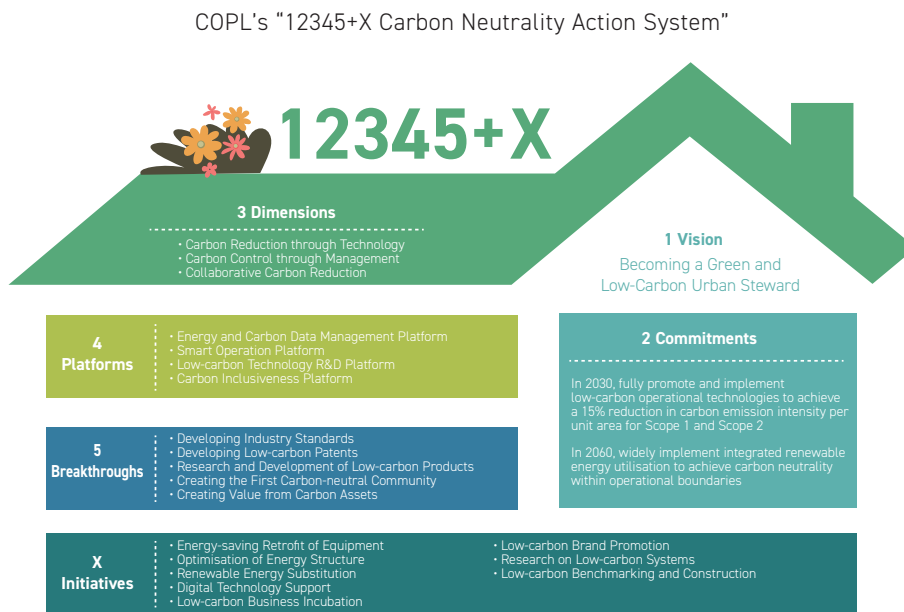 COPL's “12345+X Carbon Neutrality Action System”
12345+X
3 Dimensions
• Carbon Reduction through Technology
• Carbon Control through Management
• Collaborative Carbon Reduction
1 Vision
Becoming a Green and
Low-Carbon Urban Steward
4
Platforms
• Energy and Carbon Data Management Platform
• Smart Operation Platform
• Low-carbon Technology R&D Platform
• Carbon Inclusiveness Platform
2 Commitments
In 2030, fully promote and implement
low-carbon operational technologies to achieve
a 15% reduction in carbon emission intensity per
unit area for Scope 1 and Scope 2
In 2060, widely implement integrated renewable
energy utilisation to achieve carbon neutrality
within operational boundaries
5
Breakthroughs
• Developing Industry Standards
• Developing Low-carbon Patents
• Research and Development of Low-carbon Products
• Creating the First Carbon-neutral Community
• Creating Value from Carbon Assets
X
Initiatives
• Energy-saving Retrofit of Equipment
• Optimisation of Energy Structure
• Renewable Energy Substitution
• Digital Technology Support
• Low-carbon Business Incubation
• Low-carbon Brand Promotion
• Research on Low-carbon Systems
• Low-carbon Benchmarking and Construction